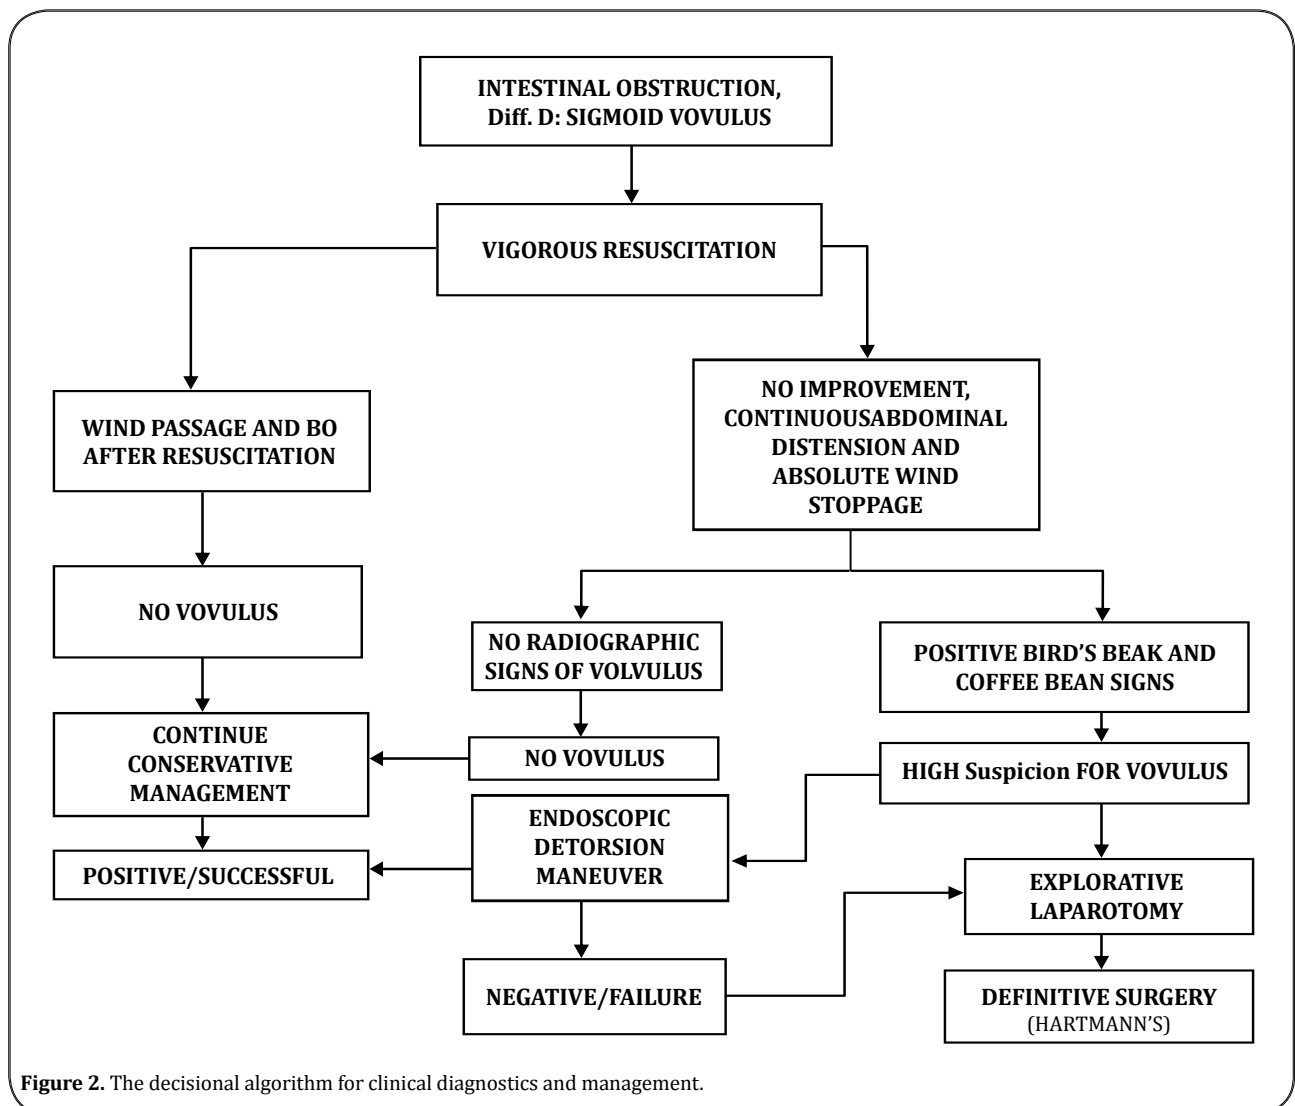 INTESTINAL OBSTRUCTION,
Diff. D: SIGMOID VOVULUS
VIGOROUS RESUSCITATION
WIND PASSAGE AND BO
AFTER RESUSCITATION
NO IMPROVEMENT,
CONTINUOUSABDOMINAL
DISTENSION AND
ABSOLUTE WIND
STOPPAGE
NO VOVULUS
NO RADIOGRAPHIC
SIGNS OF VOLVULUS
POSITIVE BIRD'S BEAK AND
COFFEE BEAN SIGNS
CONTINUE
CONSERVATIVE
MANAGEMENT
NO VOVULUS
HIGH Suspicion FOR VOVULUS
ENDOSCOPIC
DETORSION
MANEUVER
POSITIVE/SUCCESSFUL
EXPLORATIVE
LAPAROTOMY
NEGATIVE/FAILURE
DEFINITIVE SURGERY
(HARTMANN'S)
Figure 2. The decisional algorithm for clinical diagnostics and management.